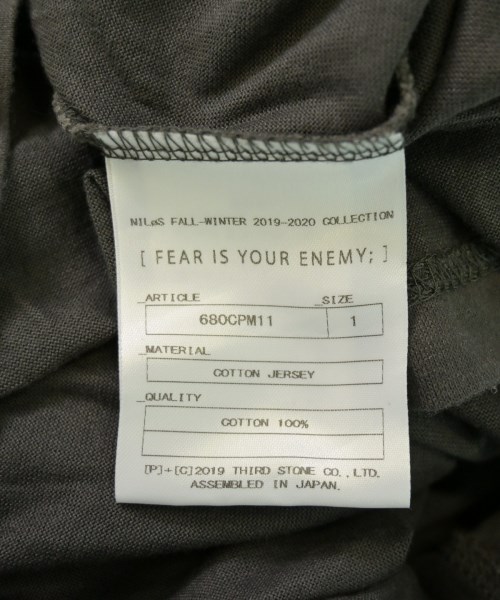 NILøS FALL-WINTER 2019-2020 COLLECTION
[ FEAR IS YOUR ENEMY; ]
_ARTICLE _SIZE
680CPM11 1
_MATERIAL
COTTON JERSEY
_QUALITY
COTTON 100%
[P]+[C]2019 THIRD STONE CO.,LTD.
ASSEMBLED IN JAPAN.